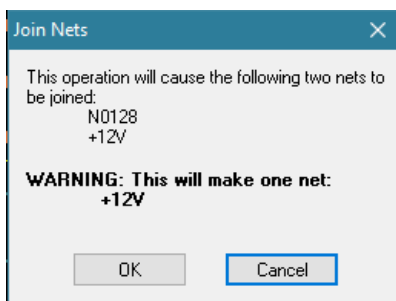 Join Nets
This operation will cause the following two nets to
be joined:
N0128
+12V
WARNING: This will make one net:
+12V
OK
Cancel